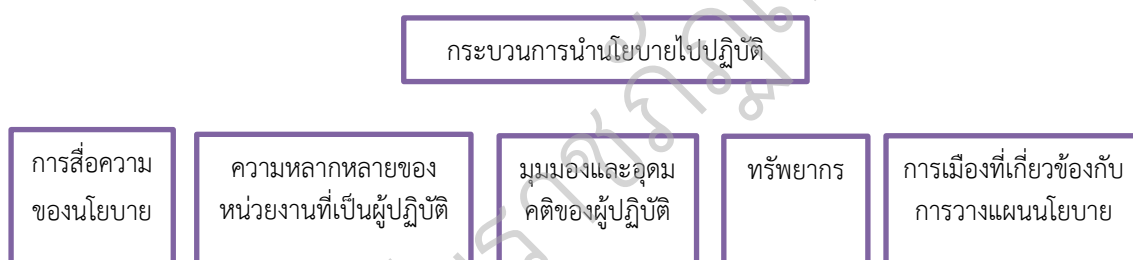 กระบวนการนำนโยบายไปปฏิบัติ
การสื่อความ
ของนโยบาย
ความหลากหลายของ
หน่วยงานที่เป็นผู้ปฏิบัติ
มุมมองและอุดม
คติของผู้ปฏิบัติ
ทรัพยากร
การเมืองที่เกี่ยวข้องกับ
การวางแผนนโยบาย